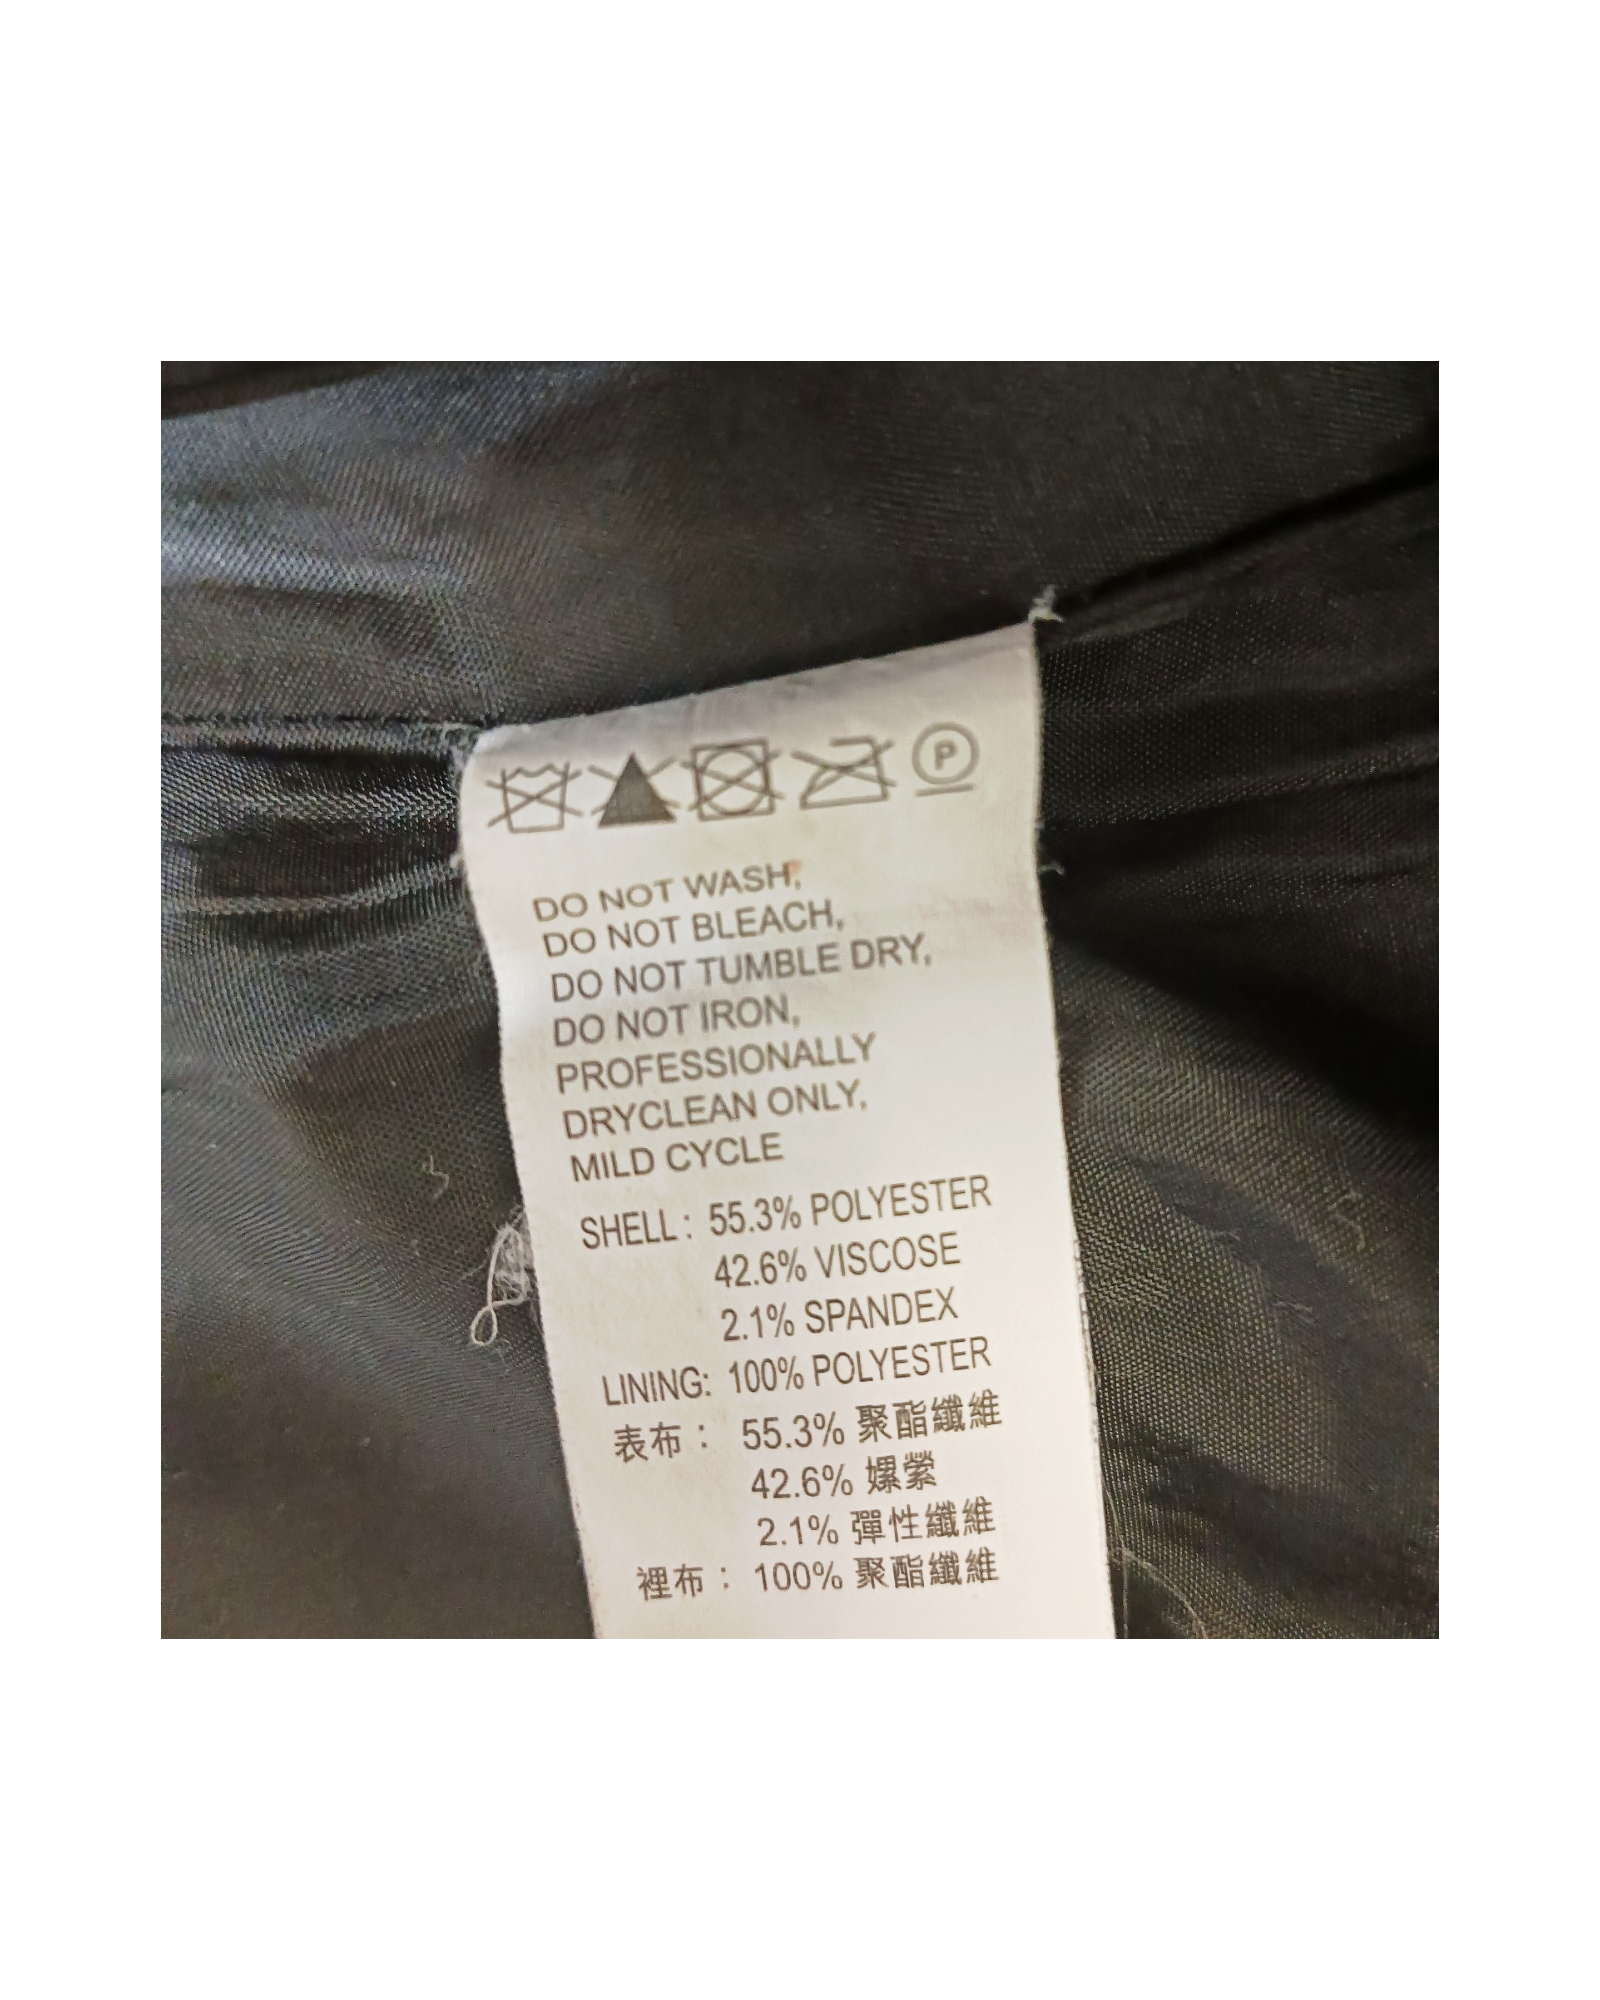 P
DO NOT WASH,
DO NOT BLEACH,
DO NOT TUMBLE DRY,
DO NOT IRON,
PROFESSIONALLY
DRYCLEAN ONLY,
MILD CYCLE
SHELL: 55.3% POLYESTER
42.6% VISCOSE
2.1% SPANDEX
LINING: 100% POLYESTER
表布： 55.3% 聚酯纖維
42.6% 嫘縈
2.1% 彈性纖維
裡布： 100% 聚酯纖維